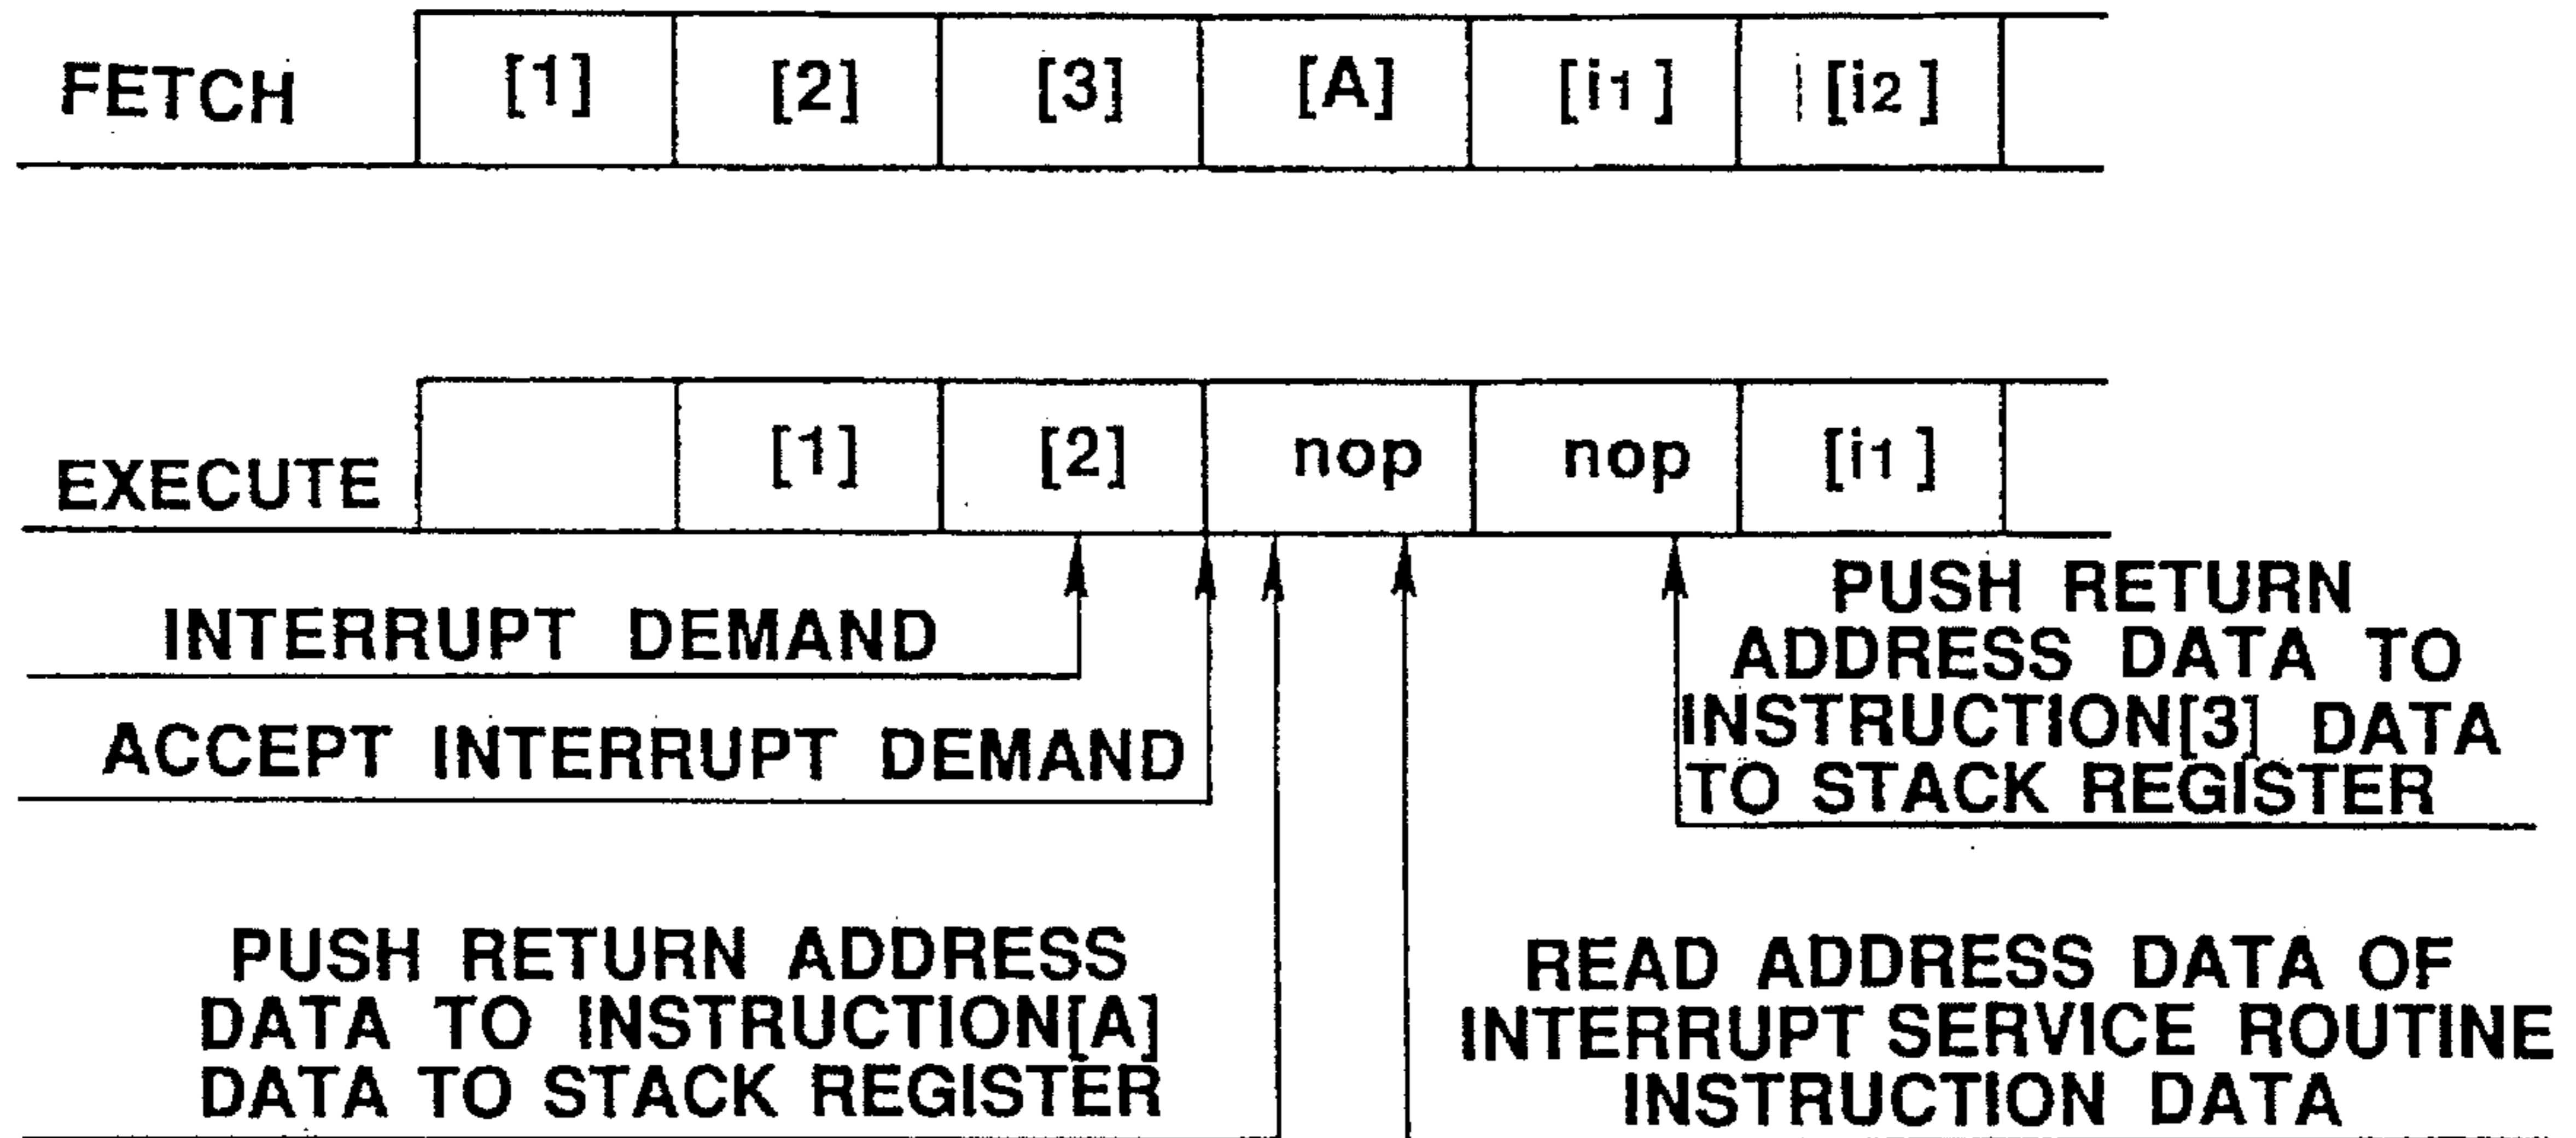 FETCH [1] [2] [3] [A] [i1] [i2]
EXECUTE [1] [2] nop nop [i1]
INTERRUPT DEMAND
ACCEPT INTERRUPT DEMAND
PUSH RETURN
ADDRESS DATA TO
INSTRUCTION[3] DATA
TO STACK REGISTER
PUSH RETURN ADDRESS
DATA TO INSTRUCTION[A]
DATA TO STACK REGISTER
READ ADDRESS DATA OF
INTERRUPT SERVICE ROUTINE
INSTRUCTION DATA